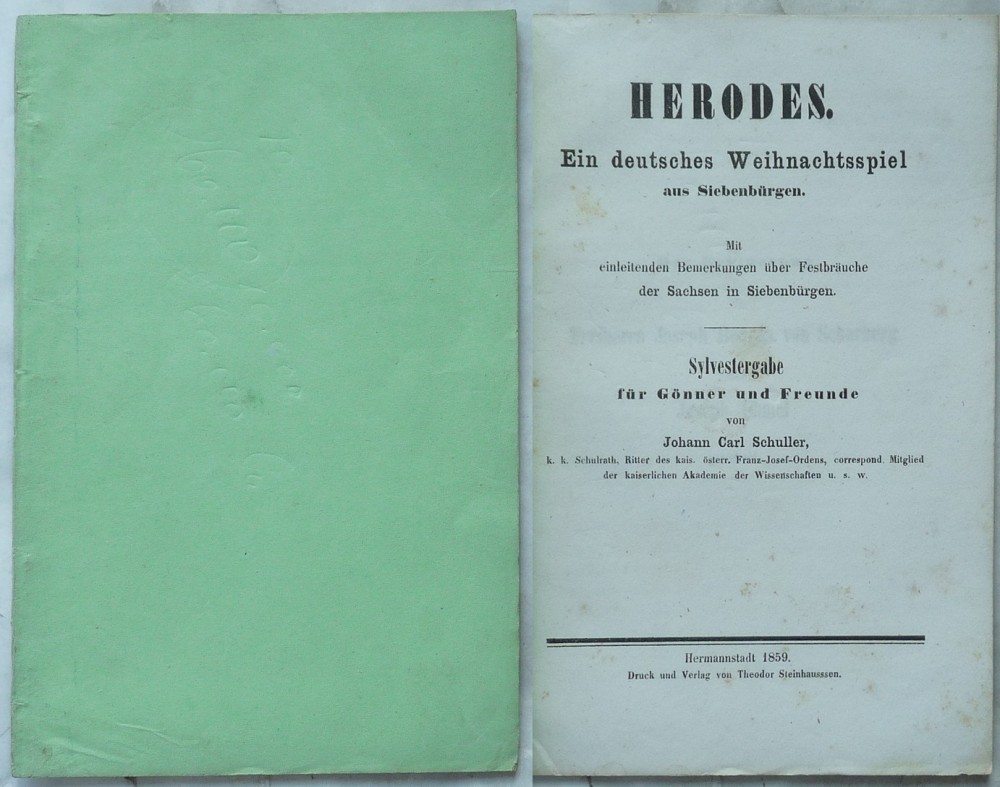 HERODES.
Ein deutsches Weihnachtsspiel
aus Siebenbürgen.
Mit
einleitenden Bemerkungen über Festbräuche
der Sachsen in Siebenbürgen.
Sylvestergabe
für Gönner und Freunde
von
Johann Carl Schuller,
k. k. Schulrath, Ritter des kais. österr. Franz-Josef-Ordens, correspond. Mitglied
der kaiserlichen Akademie der Wissenschaften u. s. w.
Hermannstadt 1859.
Druck und Verlag von Theodor Steinhausssen.